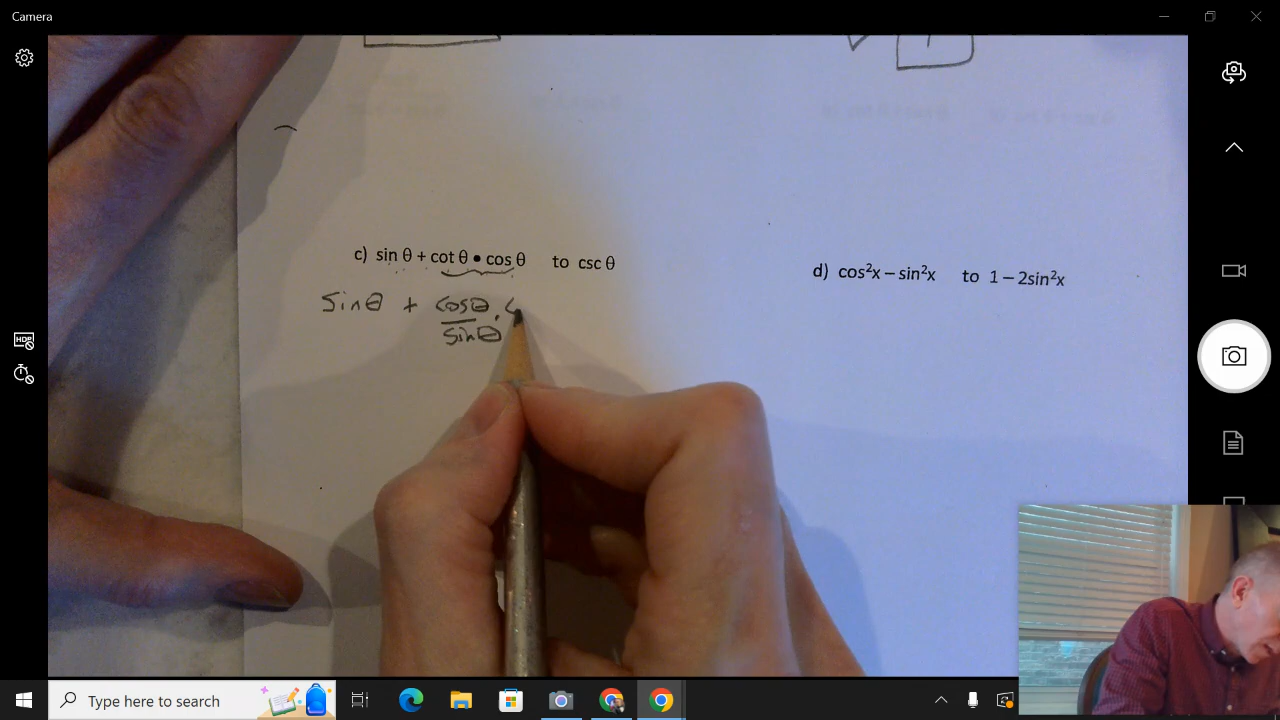 Camera
c) sin θ + cot θ • cos θ to csc θ
d) cos²x – sin²x to 1 – 2sin²x
sinθ + cosθ/sinθ .
Type here to search